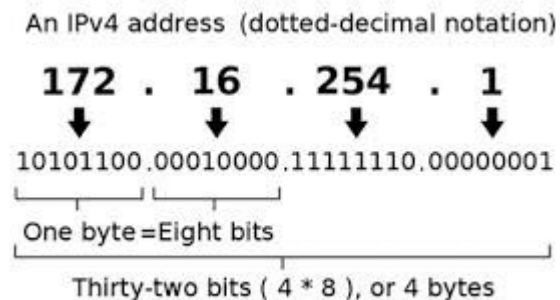 An IPv4 address (dotted-decimal notation)
172 . 16 . 254 . 1
10101100.00010000.11111110.00000001
One byte=Eight bits
Thirty-two bits ( 4 * 8 ), or 4 bytes